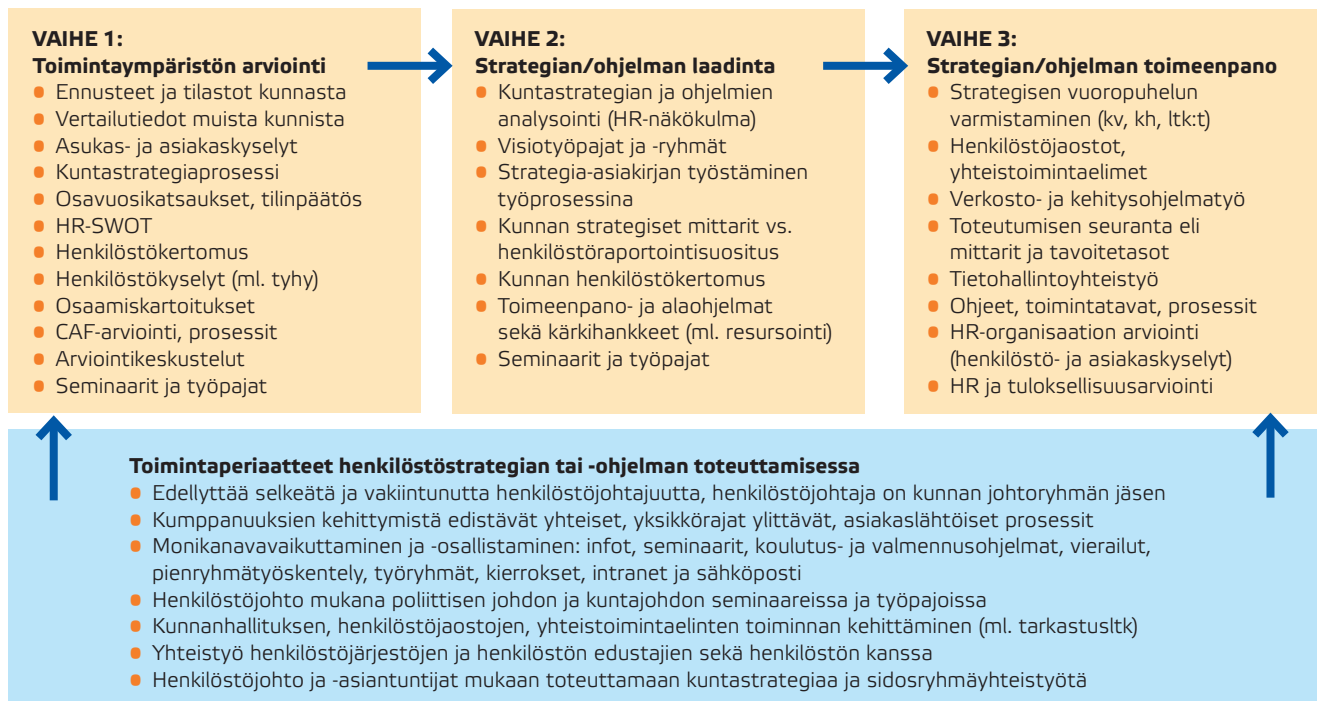 VAIHE 1:
Toimintaympäristön arviointi
Ennusteet ja tilastot kunnasta
Vertailutiedot muista kunnista
Asukas- ja asiakaskyselyt
Kuntastrategiaprosessi
Osavuosikatsaukset, tilinpäätös
HR-SWOT
Henkilöstökertomus
Henkilöstökyselyt (ml. tyhy)
Osaamiskartoitukset
CAF-arviointi, prosessit
Arviointikeskustelut
Seminaarit ja työpajat
VAIHE 2:
Strategian/ohjelman laadinta
Kuntastrategian ja ohjelmien
analysointi (HR-näkökulma)
Visiotyöpajat ja -ryhmät
Strategia-asiakirjan työstäminen
työprosessina
Kunnan strategiset mittarit vs.
henkilöstöraportointisuositus
Kunnan henkilöstökertomus
Toimeenpano- ja alaohjelmat
sekä kärkihankkeet (ml. resursointi)
Seminaarit ja työpajat
VAIHE 3:
Strategian/ohjelman toimeenpano
Strategisen vuoropuhelun
varmistaminen (kv, kh, ltk:t)
Henkilöstöjaostot,
yhteistoimintaelimet
Verkosto- ja kehitysohjelmatyö
Toteutumisen seuranta eli
mittarit ja tavoitetasot
Tietohallintoyhteistyö
Ohjeet, toimintatavat, prosessit
HR-organisaation arviointi
(henkilöstö- ja asiakaskyselyt)
HR ja tuloksellisuusarviointi
Toimintaperiaatteet henkilöstöstrategian tai -ohjelman toteuttamisessa
Edellyttää selkeätä ja vakiintunutta henkilöstöjohtajuutta, henkilöstöjohtaja on kunnan johtoryhmän jäsen
Kumppanuuksien kehittymistä edistävät yhteiset, yksikkörajat ylittävät, asiakaslähtöiset prosessit
Monikanavavaikuttaminen ja -osallistaminen: infot, seminaarit, koulutus- ja valmennusohjelmat, vierailut,
pienryhmätyöskentely, työryhmät, kierrokset, intranet ja sähköposti
Henkilöstöjohto mukana poliittisen johdon ja kuntajohdon seminaareissa ja työpajoissa
Kunnanhallituksen, henkilöstöjaostojen, yhteistoimintaelinten toiminnan kehittäminen (ml. tarkastusltk)
Yhteistyö henkilöstöjärjestöjen ja henkilöstön edustajien sekä henkilöstön kanssa
Henkilöstöjohto ja -asiantuntijat mukaan toteuttamaan kuntastrategiaa ja sidosryhmäyhteistyötä